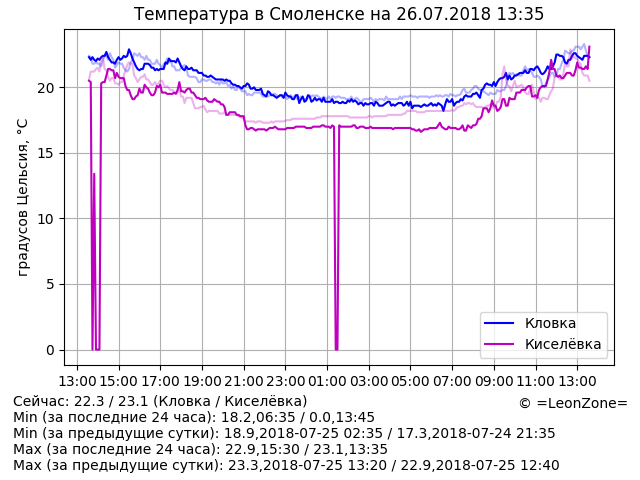 Температура в Смоленске на 26.07.2018 13:35
градусов Цельсия, °C
20
15
10
5
0
Кловка
Киселёвка
13:00 15:00 17:00 19:00 21:00 23:00 01:00 03:00 05:00 07:00 09:00 11:00 13:00
Сейчас: 22.3 / 23.1 (Кловка / Киселёвка)
© =LeonZone=
Min (за последние 24 часа): 18.2,06:35 / 0.0,13:45
Min (за предыдущие сутки): 18.9,2018-07-25 02:35 / 17.3,2018-07-24 21:35
Max (за последние 24 часа): 22.9,15:30 / 23.1,13:35
Max (за предыдущие сутки): 23.3,2018-07-25 13:20 / 22.9,2018-07-25 12:40